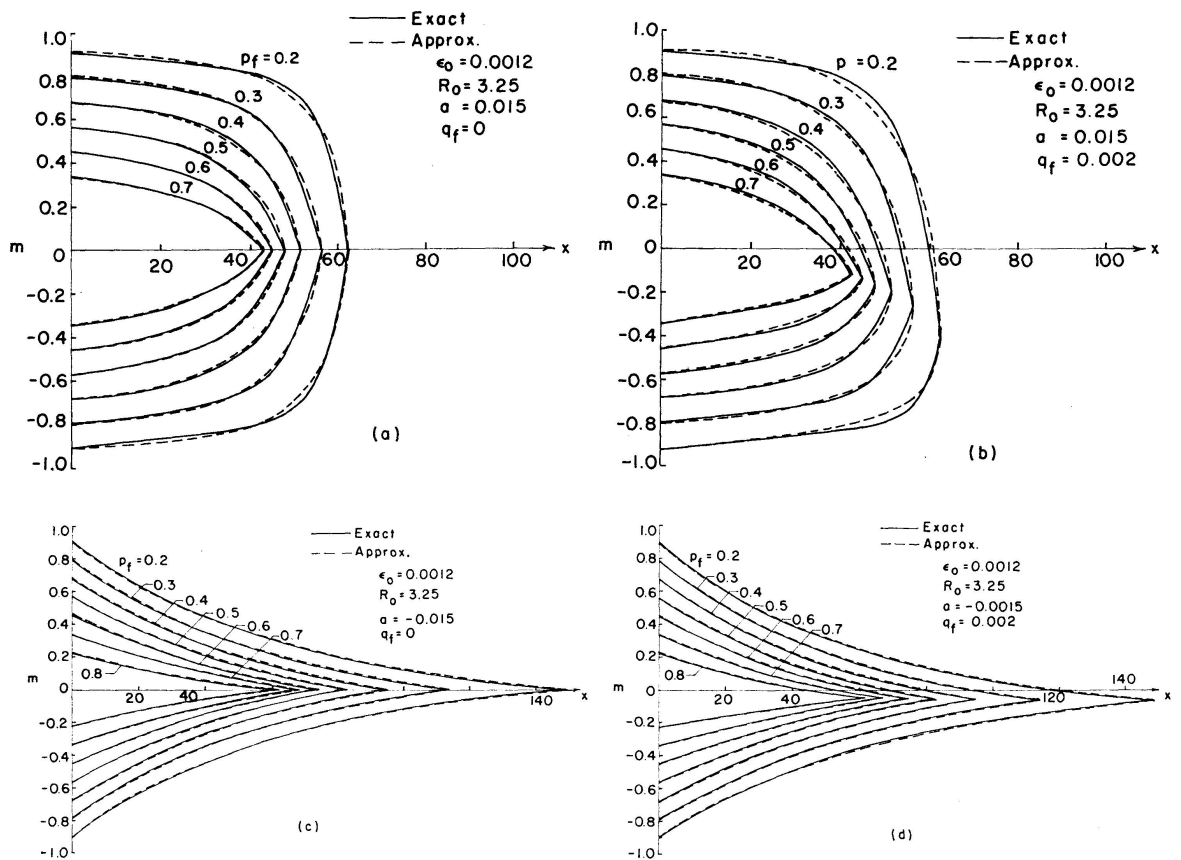 Exact
Approx.
ϵ₀ = 0.0012
R₀ = 3.25
a = 0.015
q_f = 0
p_f = 0.2
0.3
0.4
0.5
0.6
0.7
1.0
0.8
0.6
0.4
0.2
m 0
-0.2
-0.4
-0.6
-0.8
-1.0
20 40 60 80 100 x
(a)
Exact
Approx.
ϵ₀ = 0.0012
R₀ = 3.25
a = 0.015
q_f = 0.002
p = 0.2
0.3
0.4
0.5
0.6
0.7
1.0
0.8
0.6
0.4
0.2
m 0
-0.2
-0.4
-0.6
-0.8
-1.0
20 40 60 80 100 x
(b)
Exact
Approx.
ϵ₀ = 0.0012
R₀ = 3.25
a = -0.015
q_f = 0
p_f = 0.2
0.3
0.4
0.5
0.6
0.7
0.8
1.0
0.8
0.6
0.4
0.2
m 0
-0.2
-0.4
-0.6
-0.8
-1.0
20 40 140 x
(c)
Exact
Approx.
ϵ₀ = 0.0012
R₀ = 3.25
a = -0.0015
q_f = 0.002
p_f = 0.2
0.3
0.4
0.5
0.6
0.7
0.8
1.0
0.8
0.6
0.4
0.2
m 0
-0.2
-0.4
-0.6
-0.8
-1.0
20 40 120 140 x
(d)